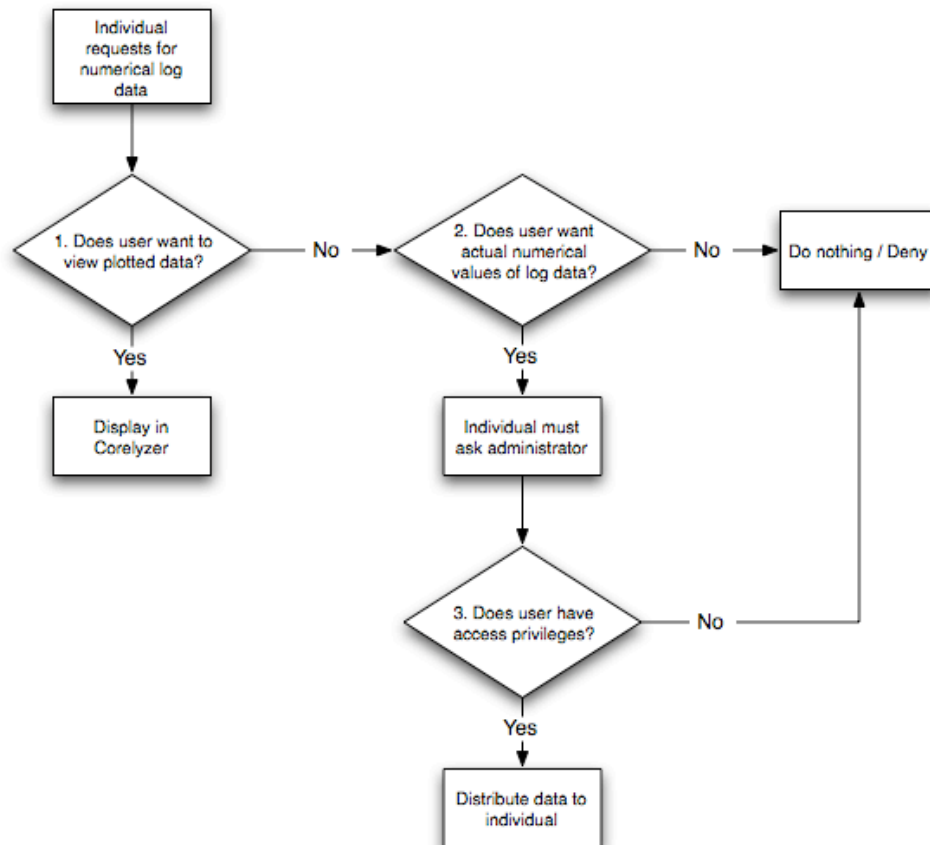 Individual
requests for
numerical log
data
1. Does user want to
view plotted data?
No
2. Does user want
actual numerical
values of log data?
No
Do nothing / Deny
Yes
Display in
Corelyzer
Yes
Individual must
ask administrator
3. Does user have
access privileges?
No
Yes
Distribute data to
individual